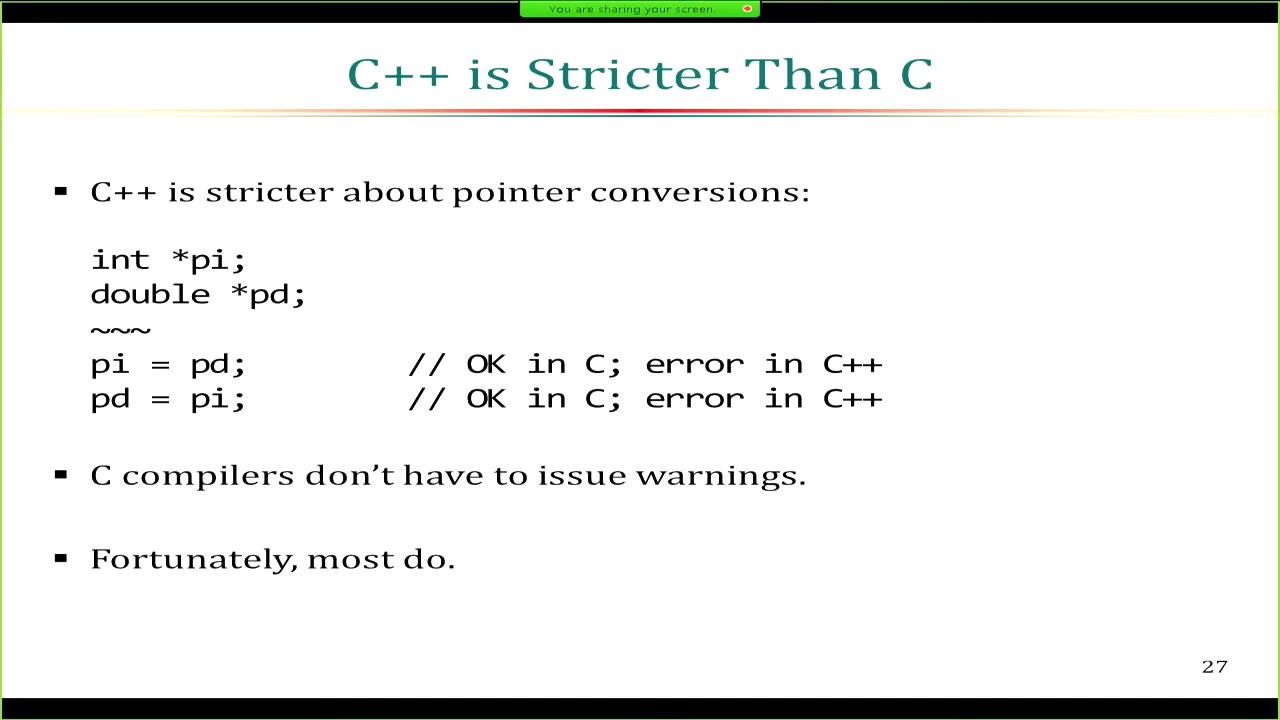 You are sharing your screen.
C++ is Stricter Than C
▪ C++ is stricter about pointer conversions:
int *pi;
double *pd;
~~~
pi = pd; // OK in C; error in C++
pd = pi; // OK in C; error in C++
▪ C compilers don’t have to issue warnings.
▪ Fortunately, most do.
27